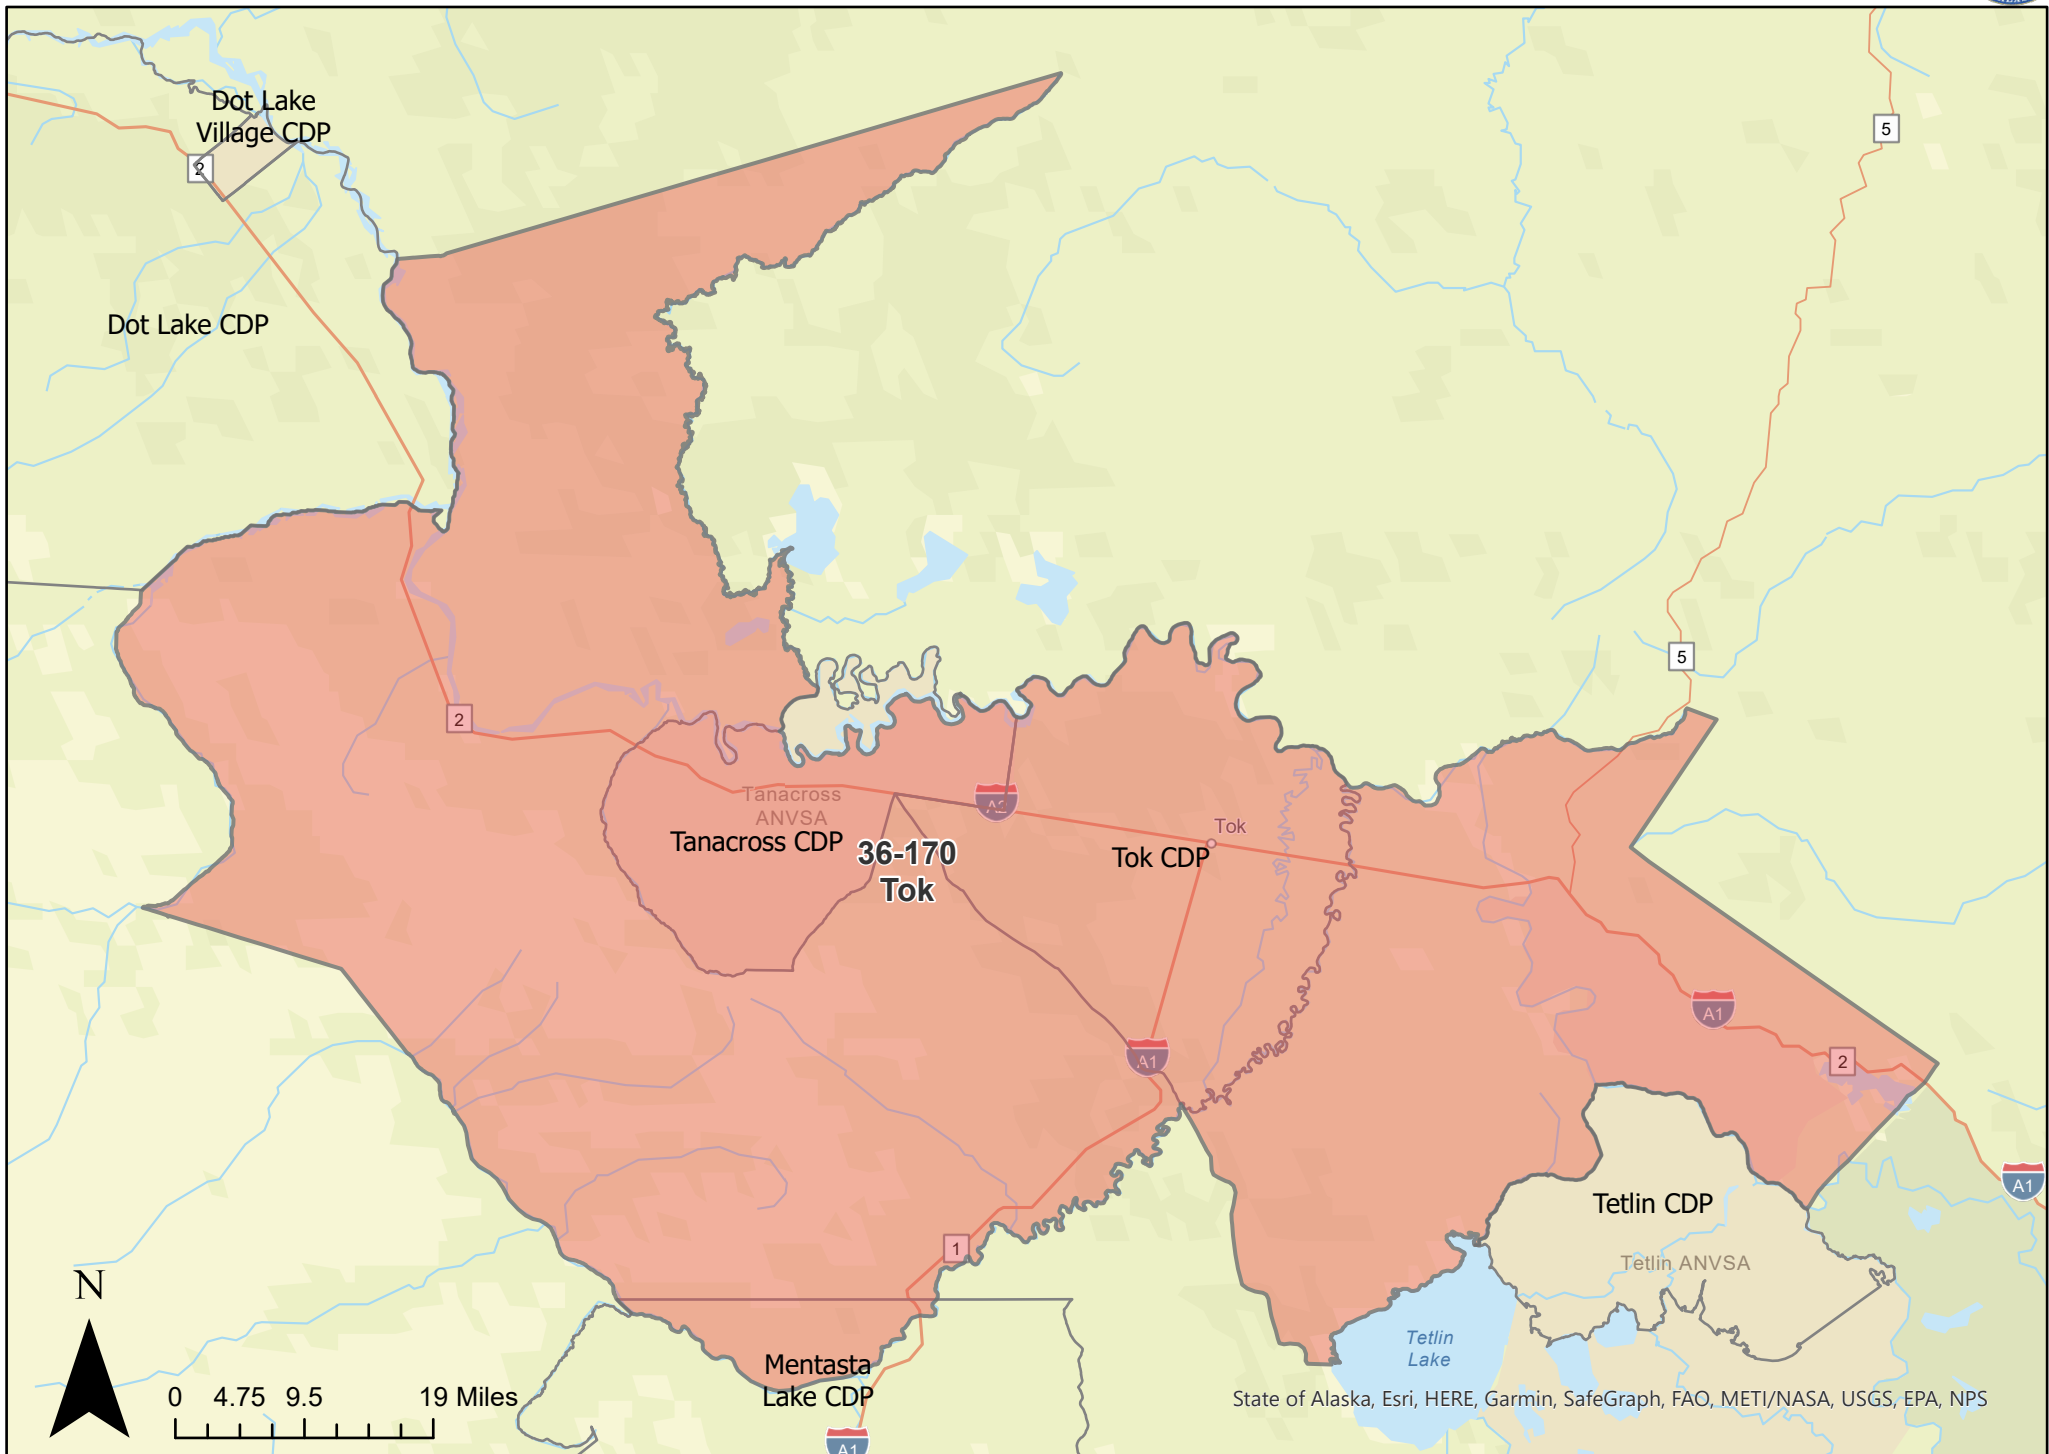 Dot Lake
Village CDP
2
5
Dot Lake CDP
5
2
Tanacross
ANVSA
A2
Tok
Tanacross CDP
36-170
Tok
Tok CDP
A1
A1
2
A1
Tetlin CDP
1
Tetlin ANVSA
N
Tetlin
Lake
Mentasta
Lake CDP
0 4.75 9.5 19 Miles
State of Alaska, Esri, HERE, Garmin, SafeGraph, FAO, METI/NASA, USGS, EPA, NPS
A1